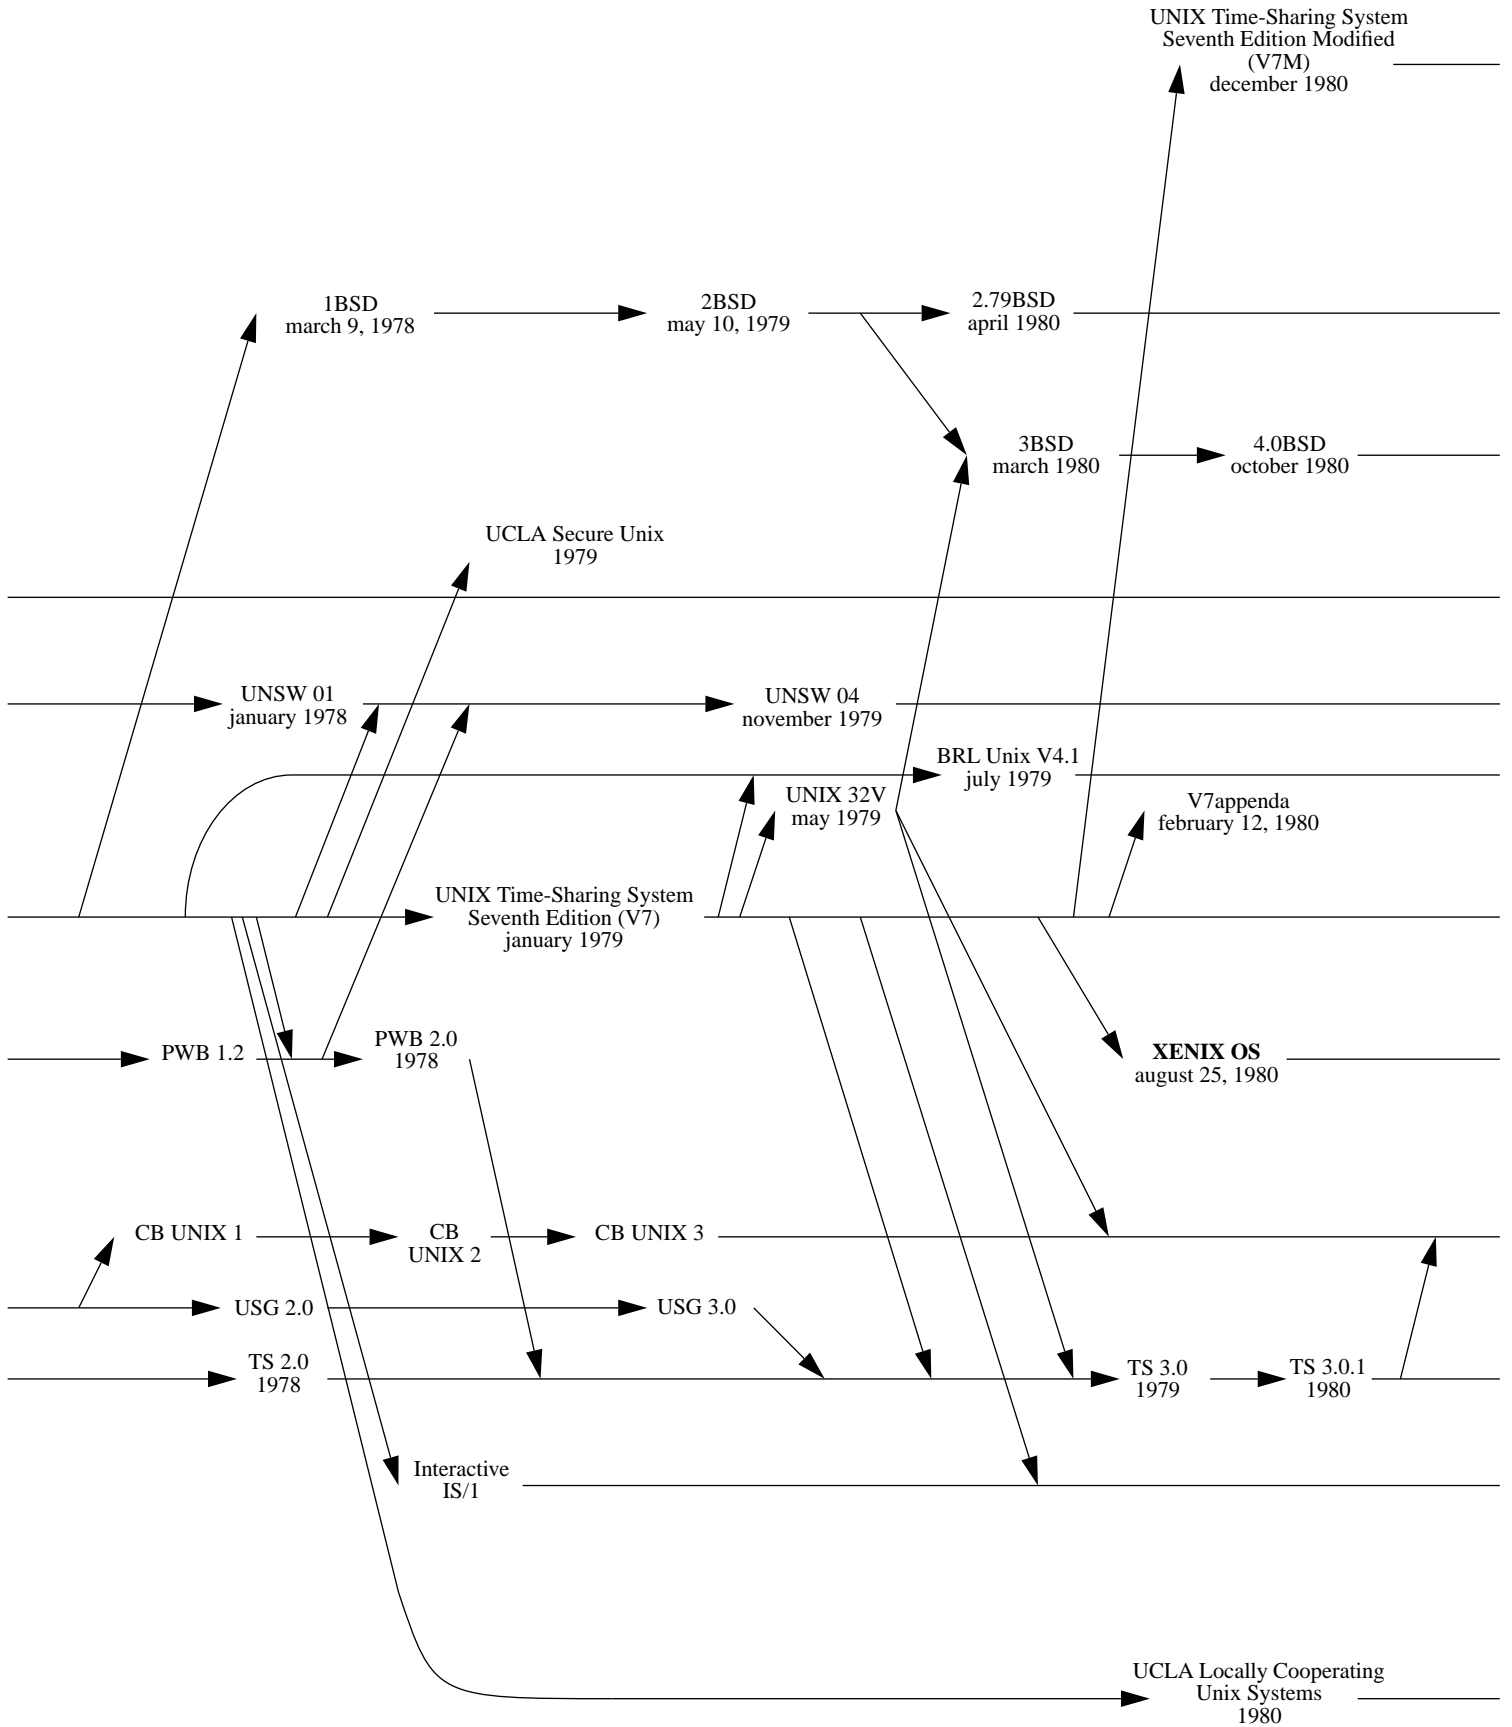 UNIX Time-Sharing System
Seventh Edition Modified
(V7M)
december 1980
1BSD
march 9, 1978
2BSD
may 10, 1979
2.79BSD
april 1980
3BSD
march 1980
4.0BSD
october 1980
UCLA Secure Unix
1979
UNSW 01
january 1978
UNSW 04
november 1979
BRL Unix V4.1
july 1979
UNIX 32V
may 1979
V7appenda
february 12, 1980
UNIX Time-Sharing System
Seventh Edition (V7)
january 1979
PWB 1.2
PWB 2.0
1978
XENIX OS
august 25, 1980
CB UNIX 1
CB
UNIX 2
CB UNIX 3
USG 2.0
USG 3.0
TS 2.0
1978
TS 3.0
1979
TS 3.0.1
1980
Interactive
IS/1
UCLA Locally Cooperating
Unix Systems
1980